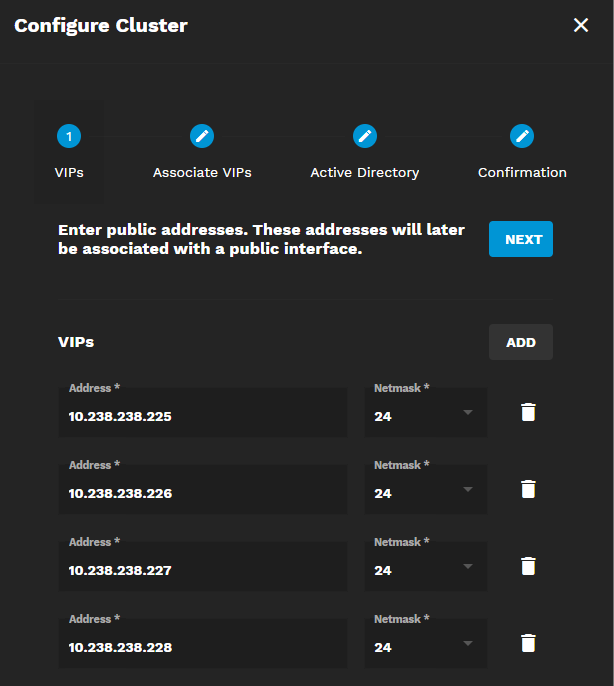 Configure Cluster
1
VIPs
Associate VIPs
Active Directory
Confirmation
Enter public addresses. These addresses will later
be associated with a public interface.
NEXT
VIPs
ADD
Address *
Netmask *
10.238.238.225
24
Address *
Netmask *
10.238.238.226
24
Address *
Netmask *
10.238.238.227
24
Address *
Netmask *
10.238.238.228
24